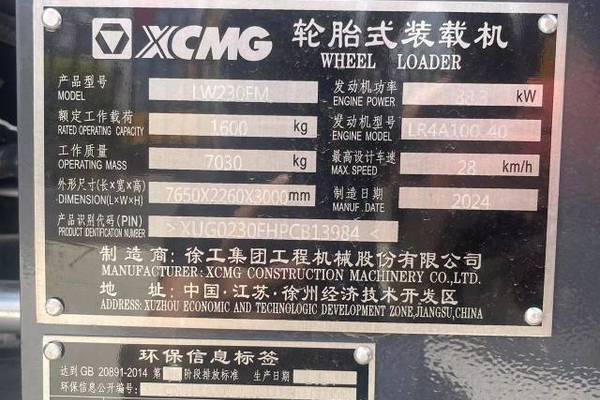 XCMG 轮胎式装载机
WHEEL LOADER
产品型号 MODEL LW230FM
发动机功率 ENGINE POWER kW
额定工作载荷 RATED OPERATING CAPACITY 1600 kg
发动机型号 ENGINE MODEL LR4A100-40
工作质量 OPERATING MASS 7030 kg
最高设计车速 MAX. SPEED 28 km/h
外形尺寸(长×宽×高) DIMENSION(L×W×H) 7650X2260X3000 mm
制造日期 MANUF. DATE 2024
产品识别代码(PIN) PRODUCT IDENTIFICATION NUMBER >XUG0230FHPCB13984<
制造商:徐工集团工程机械股份有限公司
MANUFACTURER:XCMG CONSTRUCTION MACHINERY CO.,LTD.
地 址:中国·江苏·徐州经济技术开发区
ADDRESS: XUZHOU ECONOMIC AND TECHNOLOGIC DEVELOPMENT ZONE,JIANGSU,CHINA
环保信息标签
达到 GB 20891-2014 第 阶段排放标准 生产日期
环保信息公开编号: